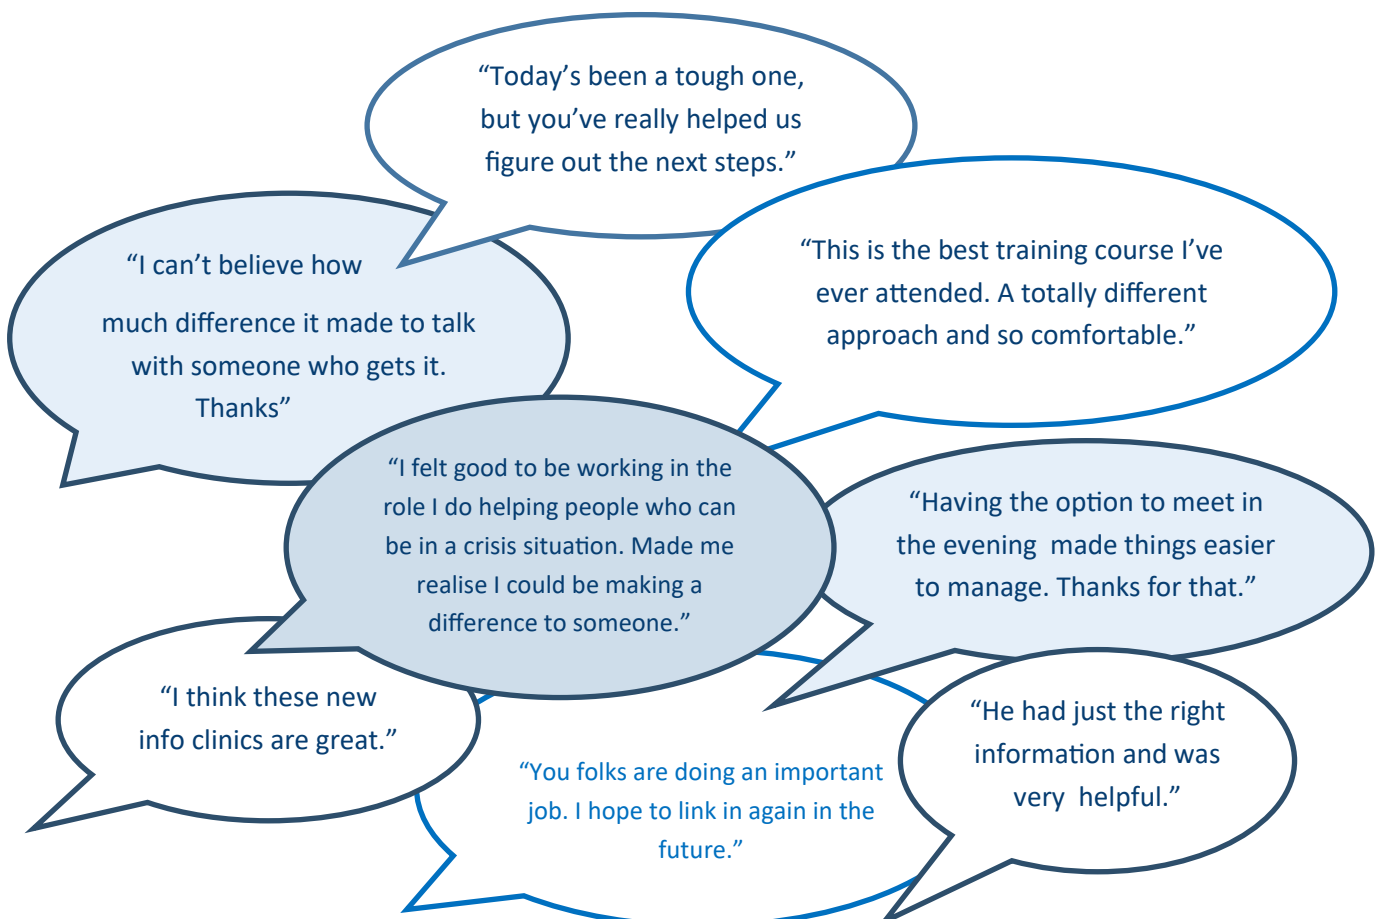 “Today’s been a tough one,
but you’ve really helped us
figure out the next steps.”
“I can’t believe how
much difference it made to talk
with someone who gets it.
Thanks”
“This is the best training course I’ve
ever attended. A totally different
approach and so comfortable.”
“I felt good to be working in the
role I do helping people who can
be in a crisis situation. Made me
realise I could be making a
difference to someone.”
“Having the option to meet in
the evening  made things easier
to manage. Thanks for that.”
“I think these new
info clinics are great.”
“You folks are doing an important
job. I hope to link in again in the
future.”
“He had just the right
information and was
very  helpful.”